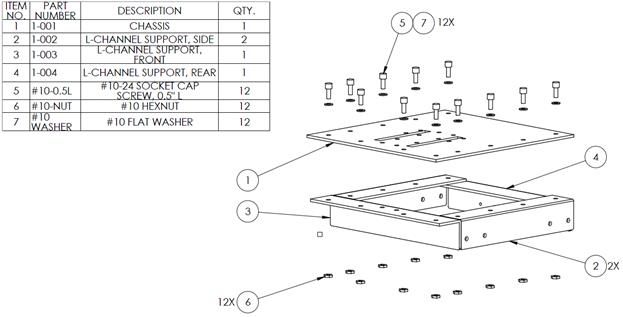 ITEM NO. PART NUMBER DESCRIPTION QTY.
1 1-001 CHASSIS 1
2 1-002 L-CHANNEL SUPPORT, SIDE 2
3 1-003 L-CHANNEL SUPPORT, FRONT 1
4 1-004 L-CHANNEL SUPPORT, REAR 1
5 #10-0.5L #10-24 SOCKET CAP SCREW, 0.5" L 12
6 #10-NUT #10 HEXNUT 12
7 #10 WASHER #10 FLAT WASHER 12
5 7 12X
1
4
3
2 2X
12X 6